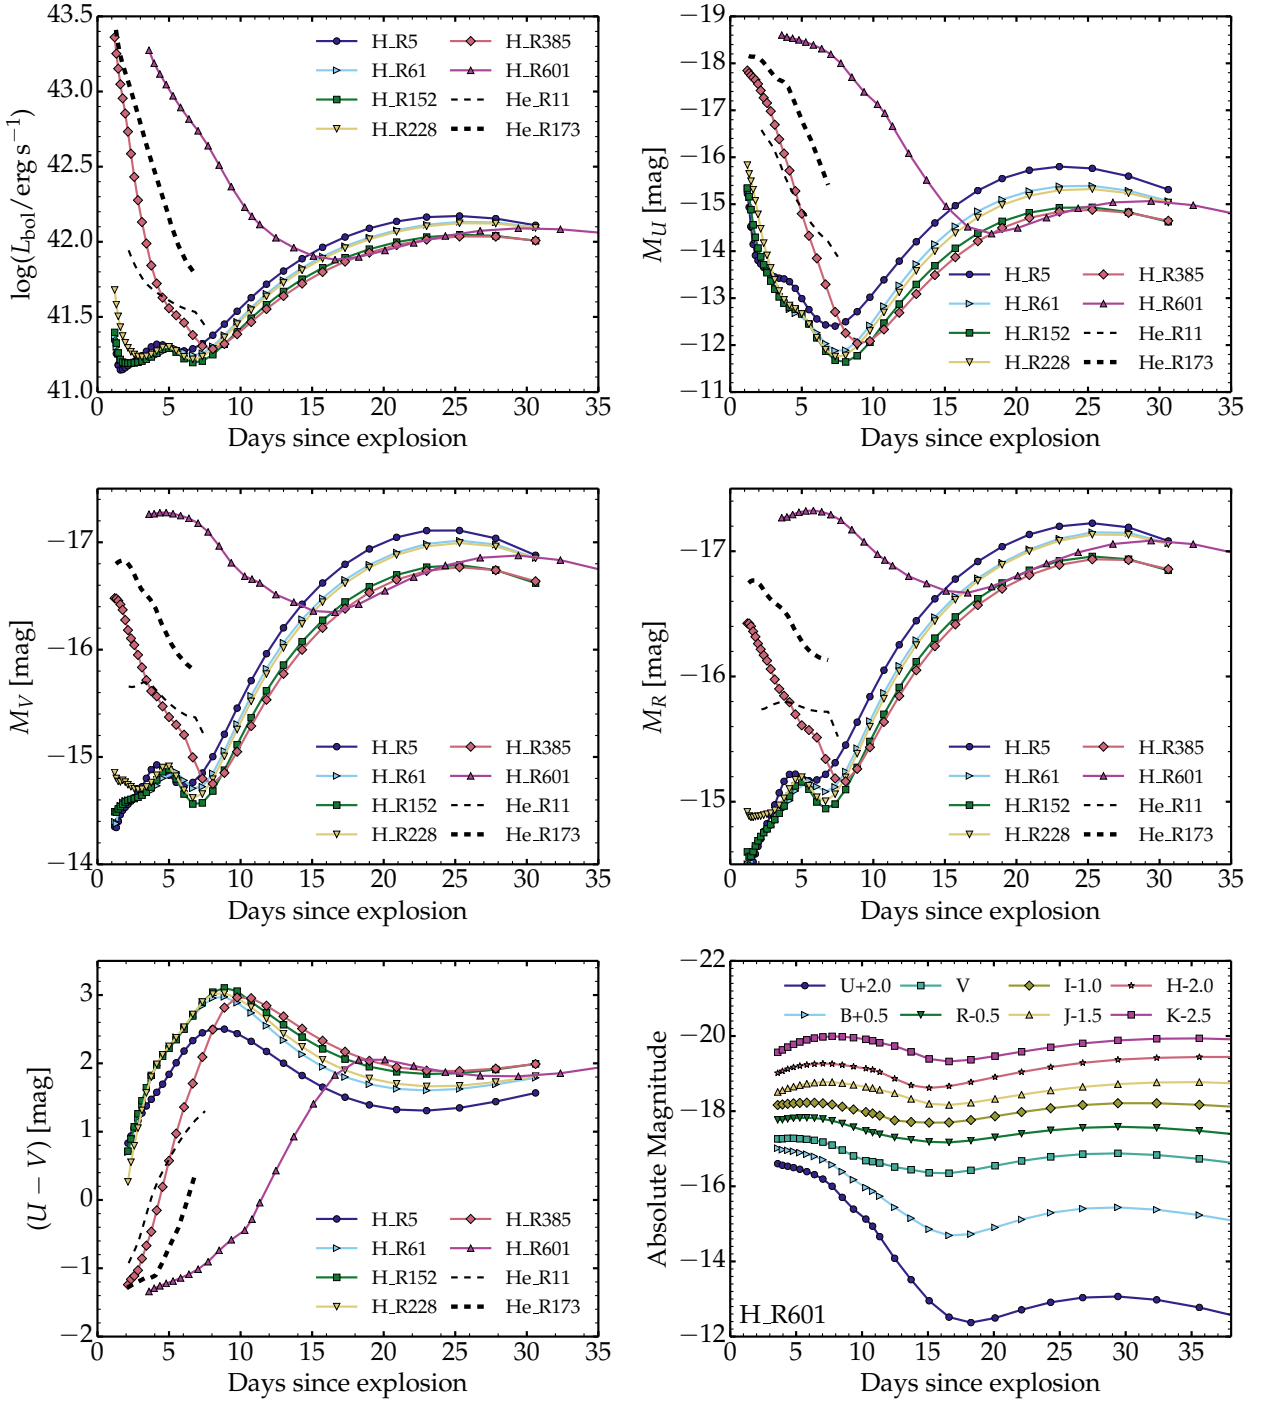 43.5
43.0
42.5
42.0
41.5
41.0
log(L_bol/erg s⁻¹)
H_R5
H_R61
H_R152
H_R228
H_R385
H_R601
He_R11
He_R173
0 5 10 15 20 25 30 35
Days since explosion
−19
−18
−17
−16
−15
−14
−13
−12
−11
M_U [mag]
H_R5
H_R61
H_R152
H_R228
H_R385
H_R601
He_R11
He_R173
0 5 10 15 20 25 30 35
Days since explosion
−17
−16
−15
−14
M_V [mag]
H_R5
H_R61
H_R152
H_R228
H_R385
H_R601
He_R11
He_R173
0 5 10 15 20 25 30 35
Days since explosion
−17
−16
−15
M_R [mag]
H_R5
H_R61
H_R152
H_R228
H_R385
H_R601
He_R11
He_R173
0 5 10 15 20 25 30 35
Days since explosion
3
2
1
0
−1
−2
(U − V) [mag]
H_R5
H_R61
H_R152
H_R228
H_R385
H_R601
He_R11
He_R173
0 5 10 15 20 25 30 35
Days since explosion
−22
−20
−18
−16
−14
−12
Absolute Magnitude
U+2.0
B+0.5
V
R-0.5
I-1.0
J-1.5
H-2.0
K-2.5
H_R601
0 5 10 15 20 25 30 35
Days since explosion